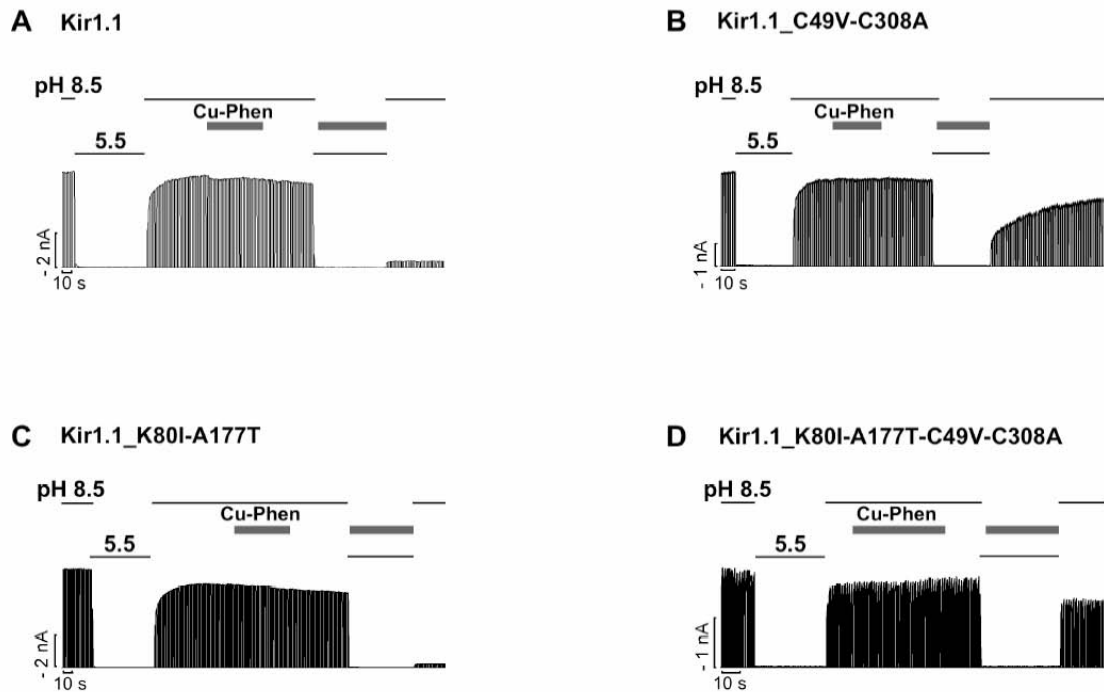 A Kir1.1
pH 8.5
Cu-Phen
5.5
- 2 nA
10 s
B Kir1.1_C49V-C308A
pH 8.5
Cu-Phen
5.5
- 1 nA
10 s
C Kir1.1_K80I-A177T
pH 8.5
Cu-Phen
5.5
- 2 nA
10 s
D Kir1.1_K80I-A177T-C49V-C308A
pH 8.5
Cu-Phen
5.5
- 1 nA
10 s